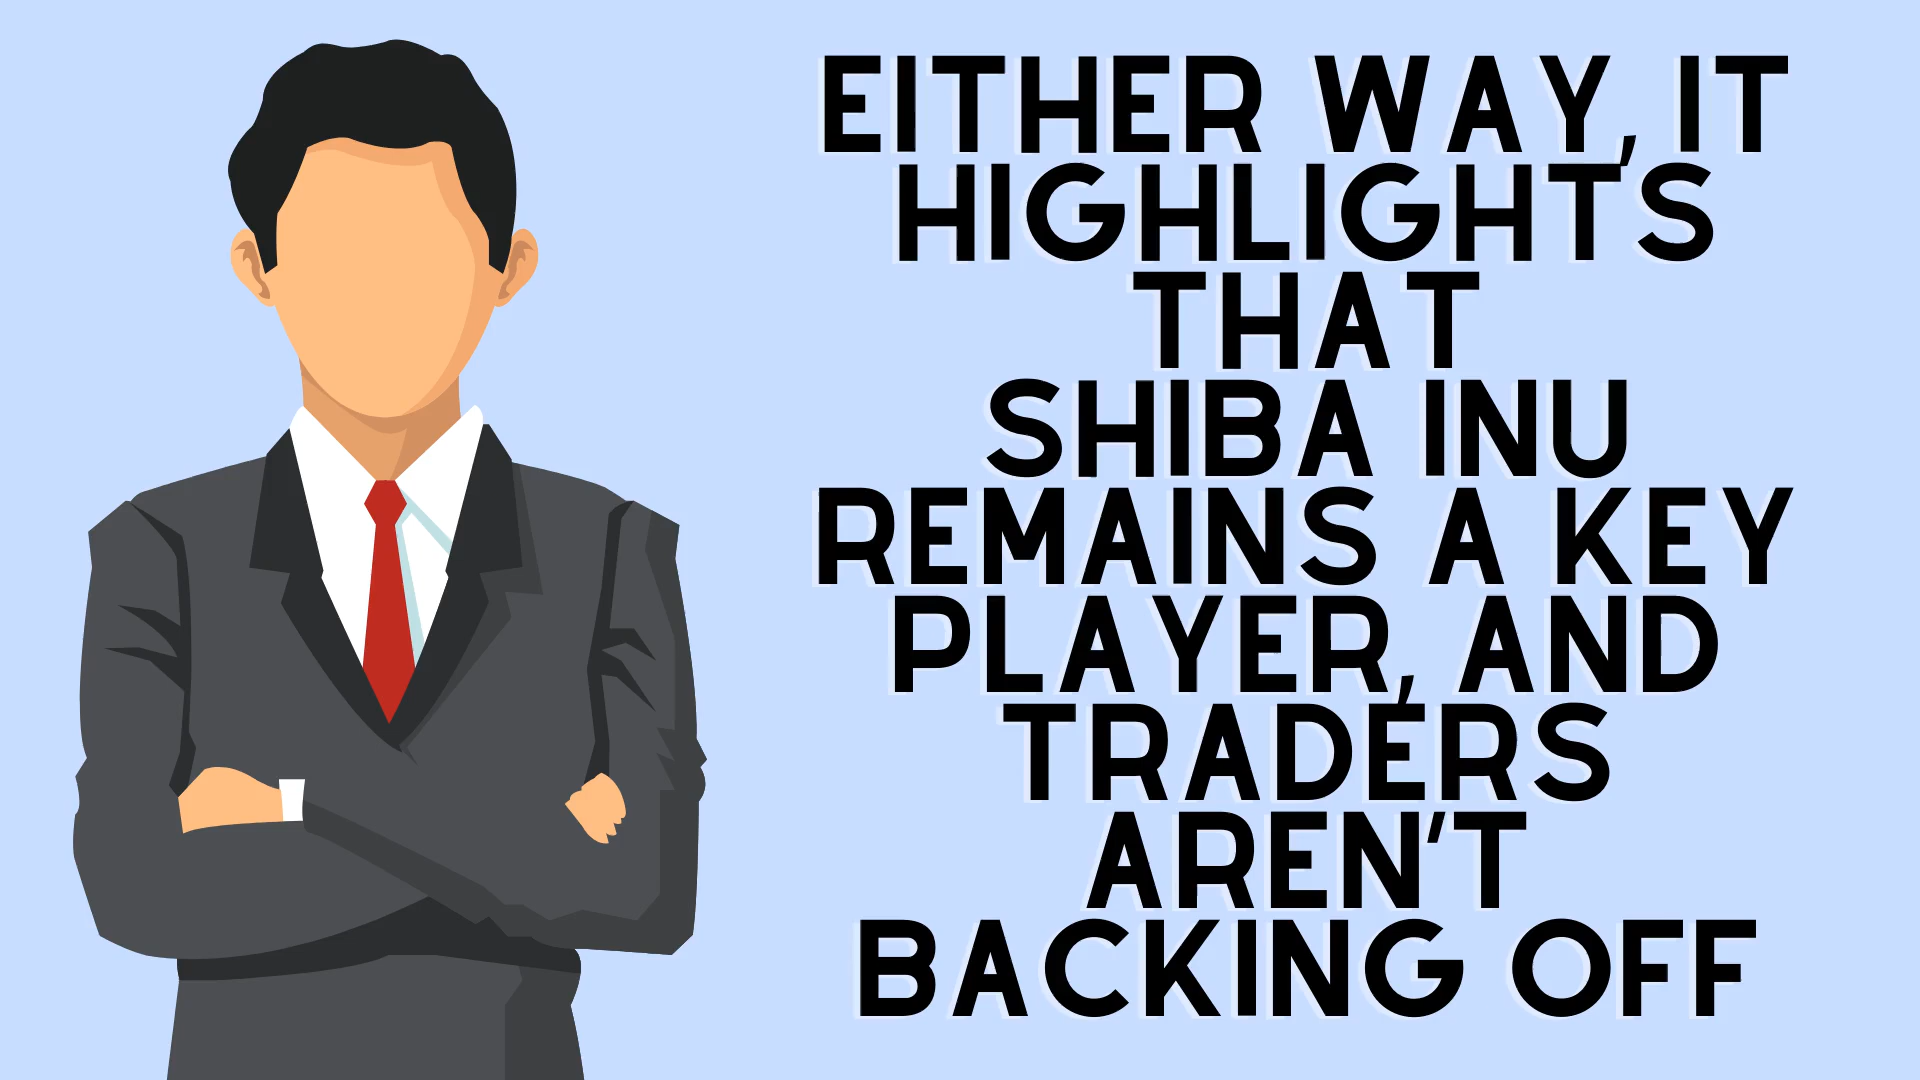 EITHER WAY, IT
HIGHLIGHTS
THAT
SHIBA INU
REMAINS A KEY
PLAYER, AND
TRADERS
AREN'T
BACKING OFF